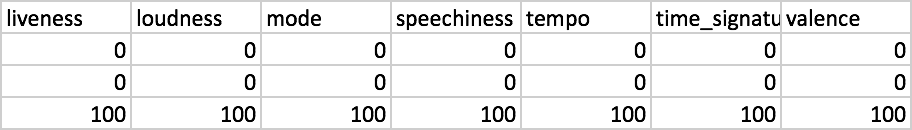 liveness loudness mode speechiness tempo time_signatu valence
0 0 0 0 0 0 0
0 0 0 0 0 0 0
100 100 100 100 100 100 100